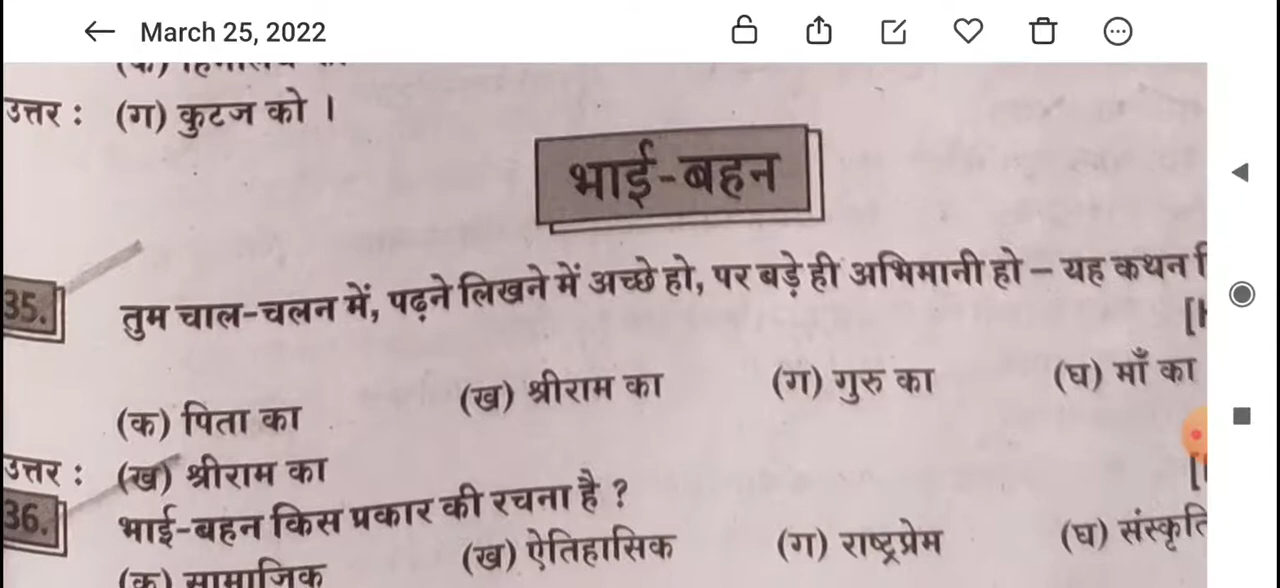 March 25, 2022
उत्तर : (ग) कुटज को ।
भाई-बहन
35. तुम चाल-चलन में, पढ़ने लिखने में अच्छे हो, पर बड़े ही अभिमानी हो – यह कथन
(क) पिता का (ख) श्रीराम का (ग) गुरु का (घ) माँ का
उत्तर : (ख) श्रीराम का
36. भाई-बहन किस प्रकार की रचना है ?
(क) सामाजिक (ख) ऐतिहासिक (ग) राष्ट्रप्रेम (घ)